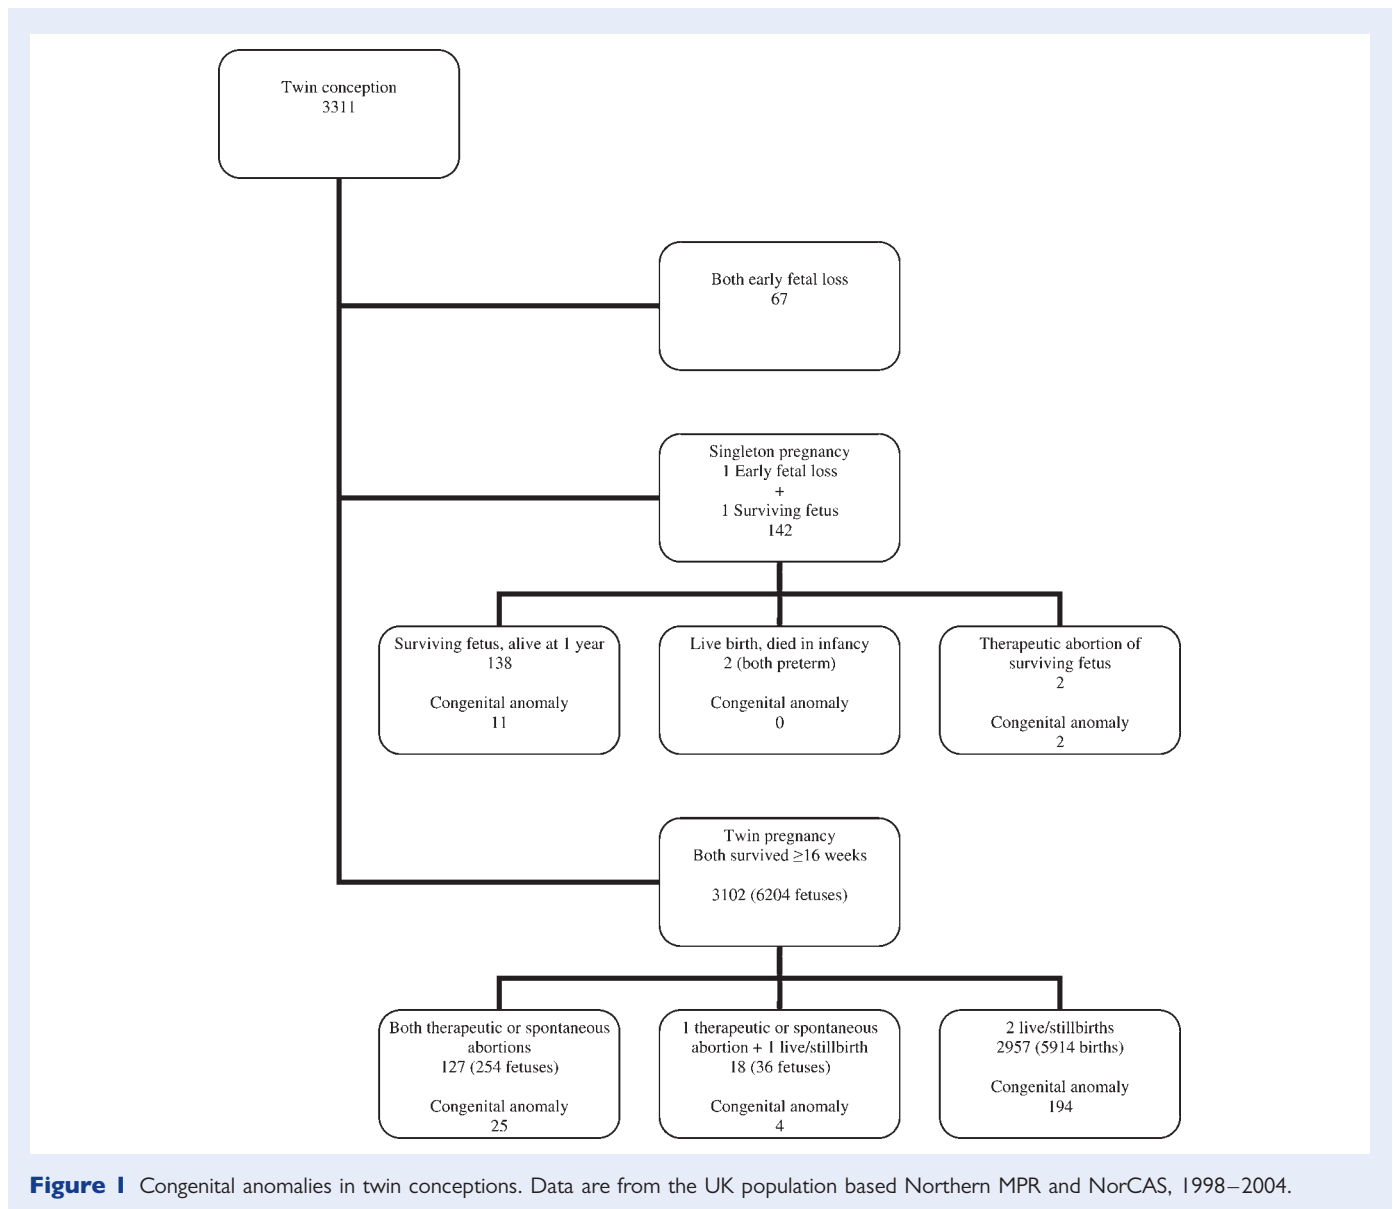 Twin conception
3311
Both early fetal loss
67
Singleton pregnancy
1 Early fetal loss
+
1 Surviving fetus
142
Surviving fetus, alive at 1 year
138
Congenital anomaly
11
Live birth, died in infancy
2 (both preterm)
Congenital anomaly
0
Therapeutic abortion of
surviving fetus
2
Congenital anomaly
2
Twin pregnancy
Both survived ≥16 weeks
3102 (6204 fetuses)
Both therapeutic or spontaneous
abortions
127 (254 fetuses)
Congenital anomaly
25
1 therapeutic or spontaneous
abortion + 1 live/stillbirth
18 (36 fetuses)
Congenital anomaly
4
2 live/stillbirths
2957 (5914 births)
Congenital anomaly
194
Figure 1 Congenital anomalies in twin conceptions. Data are from the UK population based Northern MPR and NorCAS, 1998–2004.